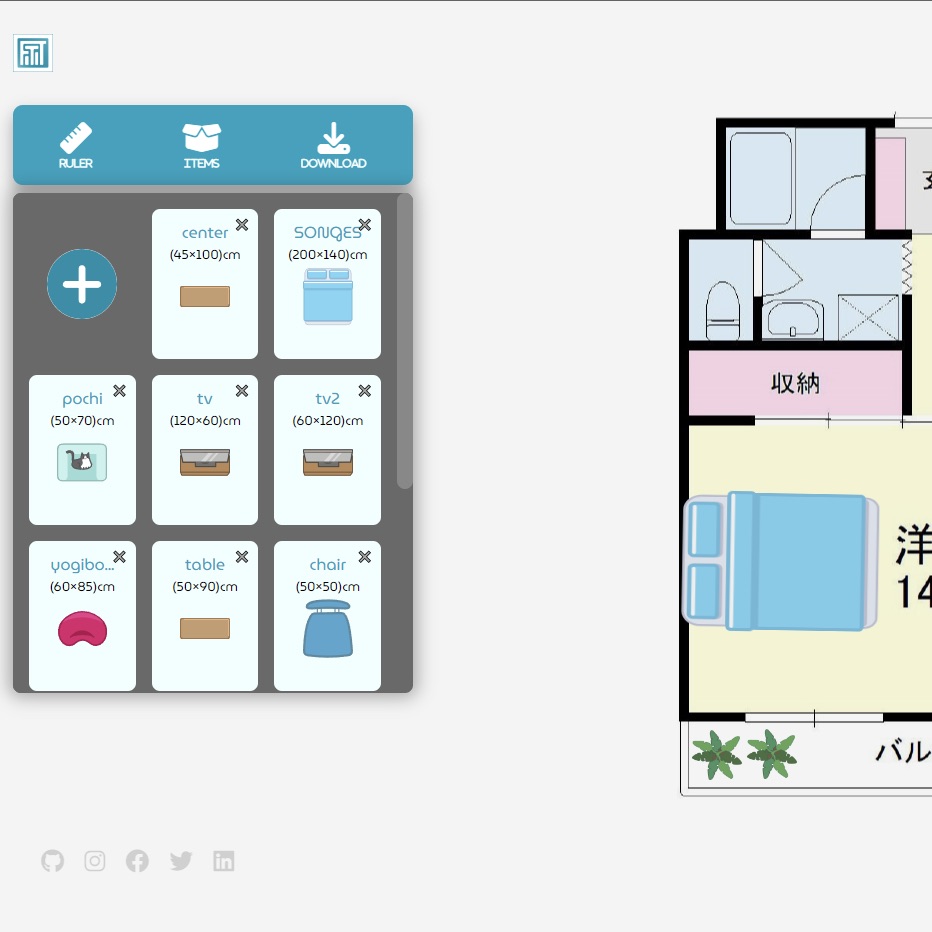 FTIT
RULER
ITEMS
DOWNLOAD
center
(45×100)cm
SONGES
(200×140)cm
pochi
(50×70)cm
tv
(120×60)cm
tv2
(60×120)cm
yogibo...
(60×85)cm
table
(50×90)cm
chair
(50×50)cm
収納
洋
14
バル